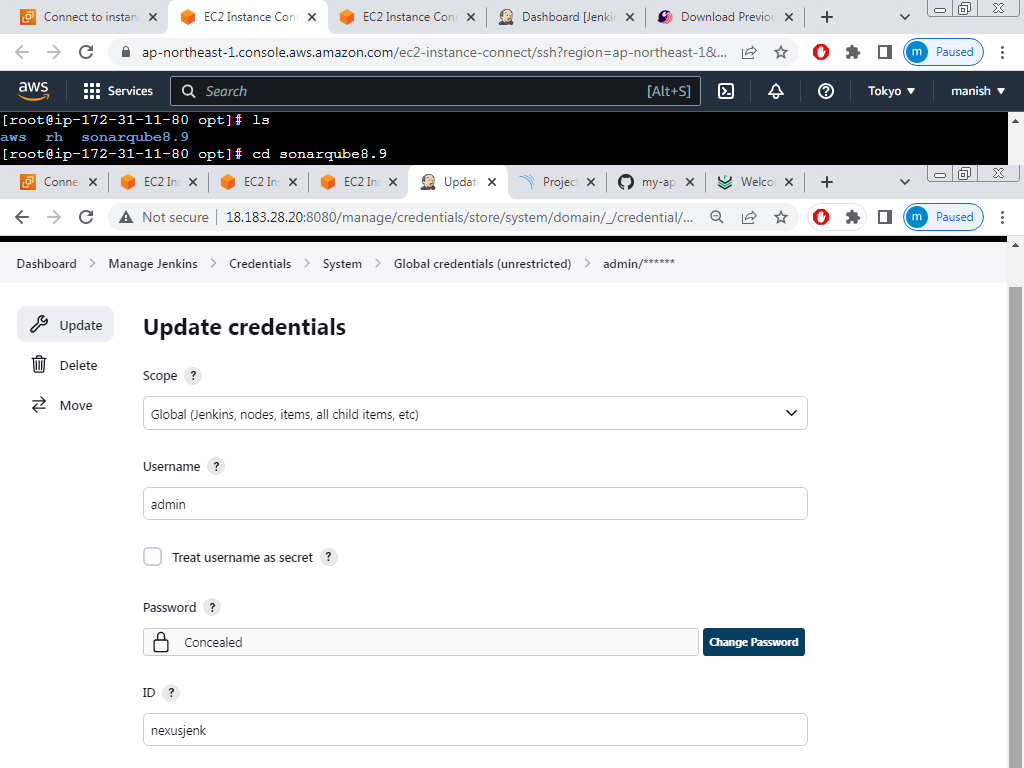 Connect to instan
EC2 Instance Conn
EC2 Instance Conn
Dashboard [Jenkin
Download Previou
ap-northeast-1.console.aws.amazon.com/ec2-instance-connect/ssh?region=ap-northeast-1&...
m Paused
aws
Services
Search
[Alt+S]
Tokyo
manish
[root@ip-172-31-11-80 opt]# ls
aws rh sonarqube8.9
[root@ip-172-31-11-80 opt]# cd sonarqube8.9
Conne
EC2 In
EC2 In
EC2 In
Updat
Project
my-ap
Welco
Not secure
18.183.28.20:8080/manage/credentials/store/system/domain/_/credential/...
m Paused
Dashboard > Manage Jenkins > Credentials > System > Global credentials (unrestricted) > admin/******
Update
Delete
Move
Update credentials
Scope ?
Global (Jenkins, nodes, items, all child items, etc)
Username ?
admin
Treat username as secret ?
Password ?
Concealed
Change Password
ID ?
nexusjenk